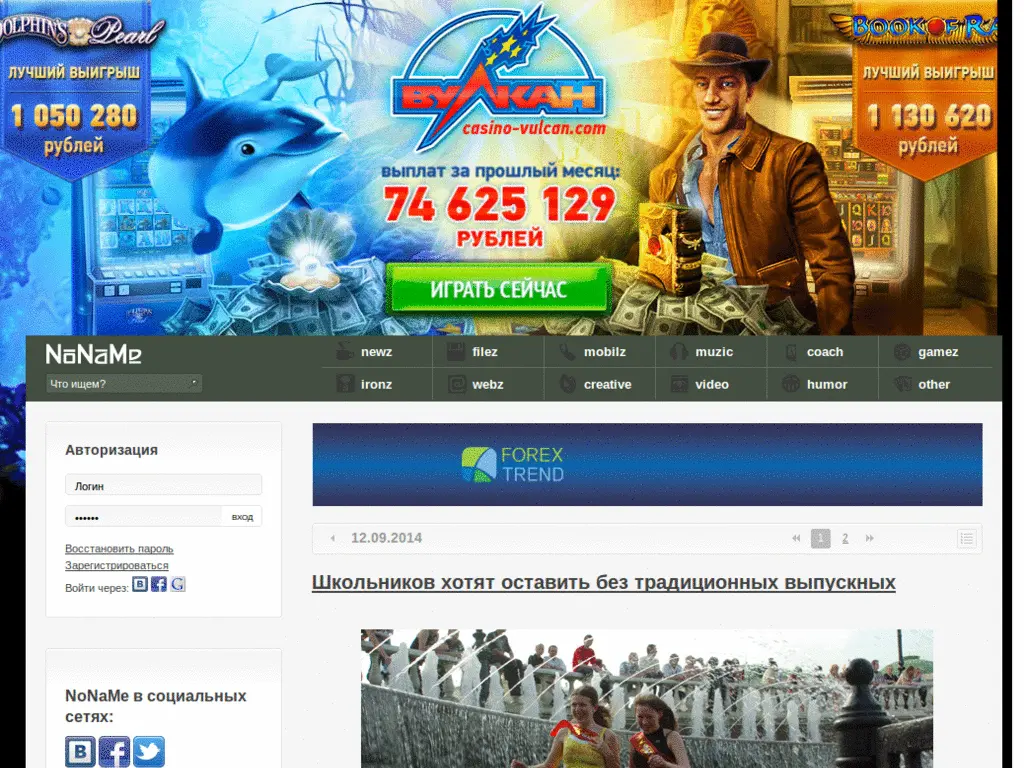 DOLPHIN'S Pearl
ЛУЧШИЙ ВЫИГРЫШ
1 050 280
рублей
ВУЛКАН
casino-vulcan.com
ВЫПЛАТ ЗА ПРОШЛЫЙ МЕСЯЦ:
74 625 129
РУБЛЕЙ
ИГРАТЬ СЕЙЧАС
BOOK OF RA
ЛУЧШИЙ ВЫИГРЫШ
1 130 620
рублей
NoNaMe
Что ищем?
newz filez mobilz muzic coach gamez
ironz webz creative video humor other
Авторизация
Логин
вход
Восстановить пароль
Зарегистрироваться
Войти через:
NoNaMe в социальных
сетях:
FOREX
TREND
12.09.2014
1 2
Школьников хотят оставить без традиционных выпускных